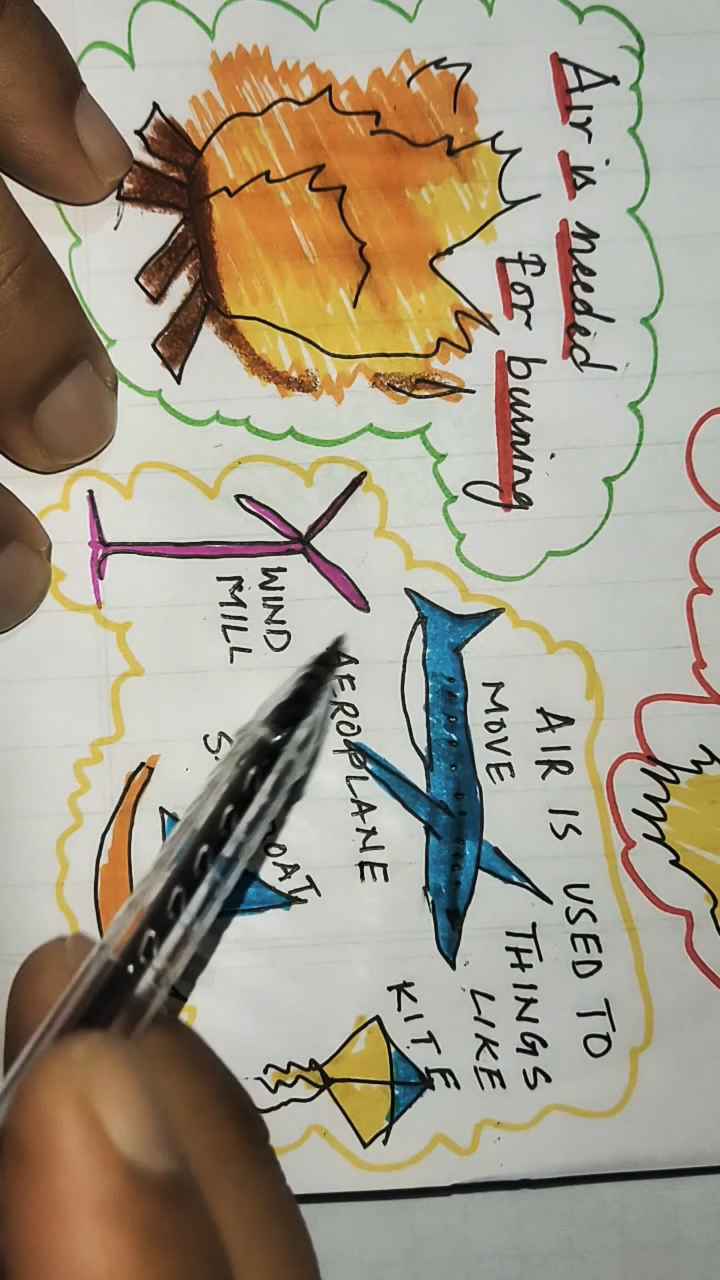 Air is needed
for burning
AIR IS USED TO
MOVE THINGS LIKE
AEROPLANE
KITE
WIND
MILL